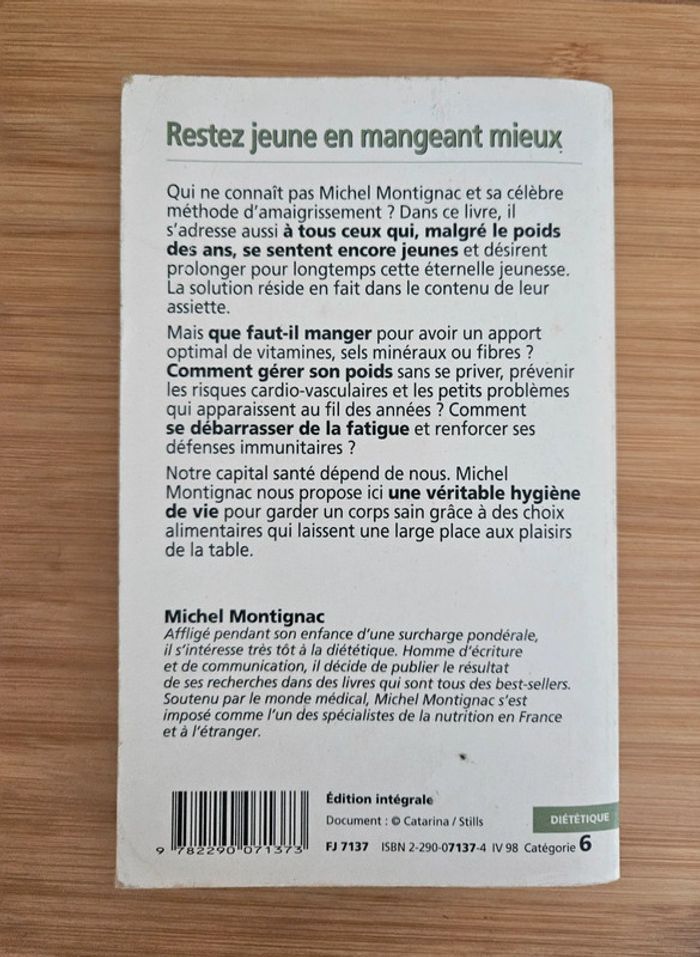 Restez jeune en mangeant mieux
Qui ne connaît pas Michel Montignac et sa célèbre
méthode d'amaigrissement ? Dans ce livre, il
s'adresse aussi à tous ceux qui, malgré le poids
des ans, se sentent encore jeunes et désirent
prolonger pour longtemps cette éternelle jeunesse.
La solution réside en fait dans le contenu de leur
assiette.
Mais que faut-il manger pour avoir un apport
optimal de vitamines, sels minéraux ou fibres ?
Comment gérer son poids sans se priver, prévenir
les risques cardio-vasculaires et les petits problèmes
qui apparaissent au fil des années ? Comment
se débarrasser de la fatigue et renforcer ses
défenses immunitaires ?
Notre capital santé dépend de nous. Michel
Montignac nous propose ici une véritable hygiène
de vie pour garder un corps sain grâce à des choix
alimentaires qui laissent une large place aux plaisirs
de la table.
Michel Montignac
Affligé pendant son enfance d'une surcharge pondérale,
il s'intéresse très tôt à la diététique. Homme d'écriture
et de communication, il décide de publier le résultat
de ses recherches dans des livres qui sont tous des best-sellers.
Soutenu par le monde médical, Michel Montignac s'est
imposé comme l'un des spécialistes de la nutrition en France
et à l'étranger.
Édition intégrale
Document : © Catarina / Stills
DIÉTÉTIQUE
FJ 7137 ISBN 2-290-07137-4 IV 98 Catégorie 6
9 782290 071373